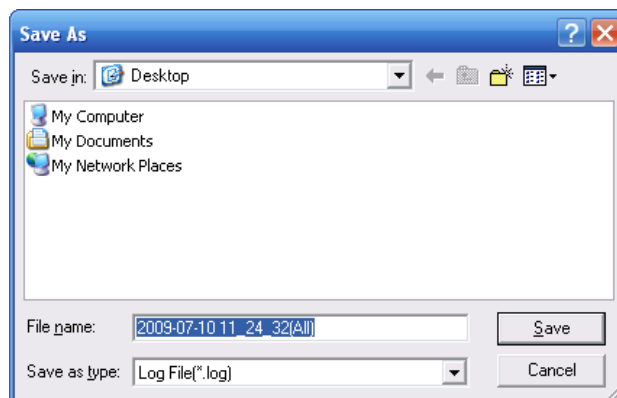 Save As
Save in: Desktop
My Computer
My Documents
My Network Places
File name: 2009-07-10 11_24_32(All) Save
Save as type: Log File(*.log) Cancel